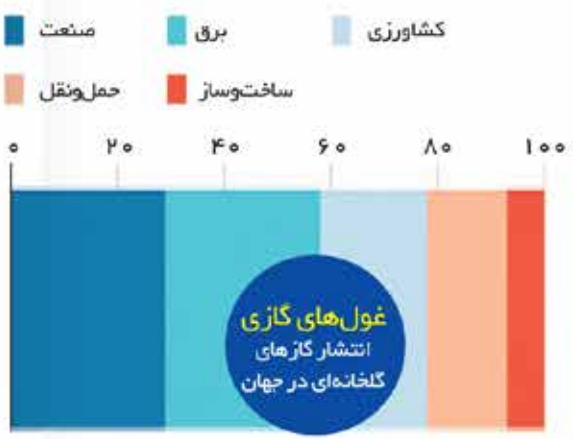 کشاورزی برق صنعت
ساخت‌وساز حمل‌ونقل
۰ ۲۰ ۴۰ ۶۰ ۸۰ ۱۰۰
غول‌های گازی
انتشار گازهای
گلخانه‌ای در جهان